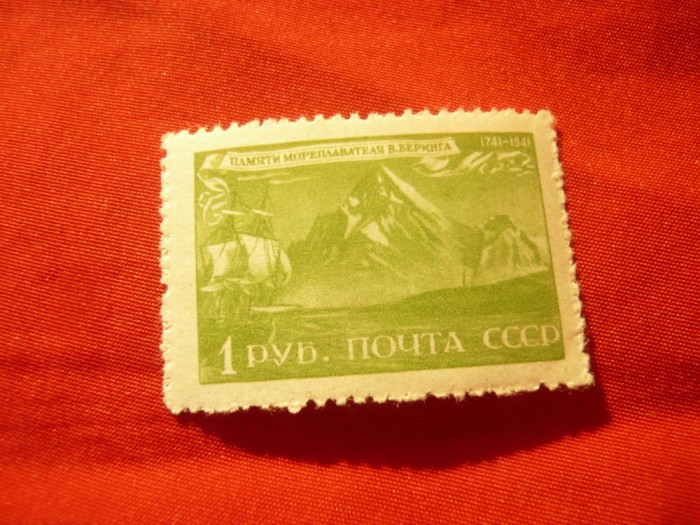 ПАМЯТИ МОРЕПЛАВАТЕЛЯ В.БЕРИНГА
1741-1941
1 РУБ. ПОЧТА СССР